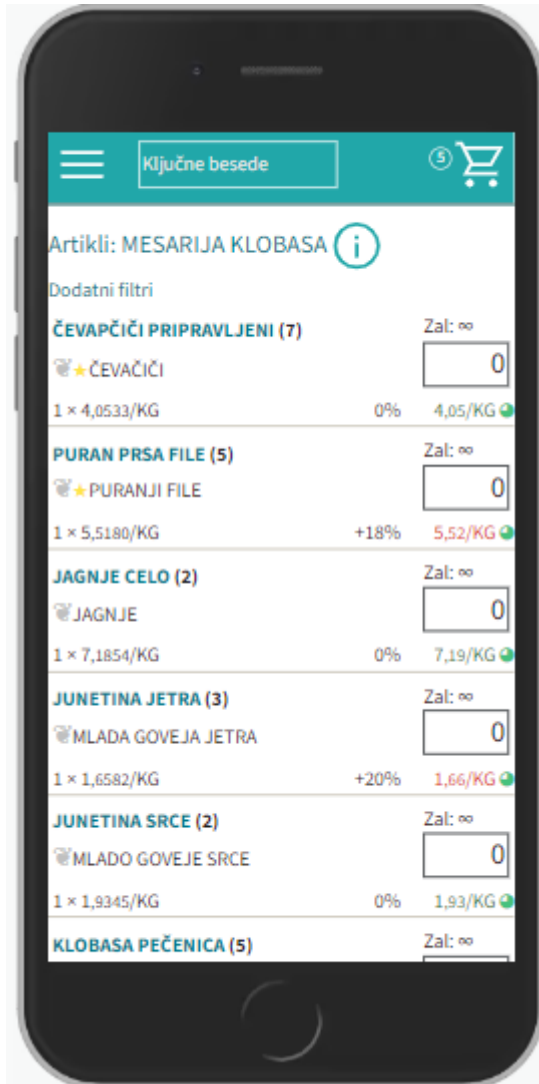 Ključne besede
5
Artikli: MESARIJA KLOBASA i
Dodatni filtri
ČEVAPČIČI PRIPRAVLJENI (7) Zal: ∞
★ČEVAČIČI 0
1 × 4,0533/KG 0% 4,05/KG
PURAN PRSA FILE (5) Zal: ∞
★PURANJI FILE 0
1 × 5,5180/KG +18% 5,52/KG
JAGNJE CELO (2) Zal: ∞
JAGNJE 0
1 × 7,1854/KG 0% 7,19/KG
JUNETINA JETRA (3) Zal: ∞
MLADA GOVEJA JETRA 0
1 × 1,6582/KG +20% 1,66/KG
JUNETINA SRCE (2) Zal: ∞
MLADO GOVEJE SRCE 0
1 × 1,9345/KG 0% 1,93/KG
KLOBASA PEČENICA (5) Zal: ∞